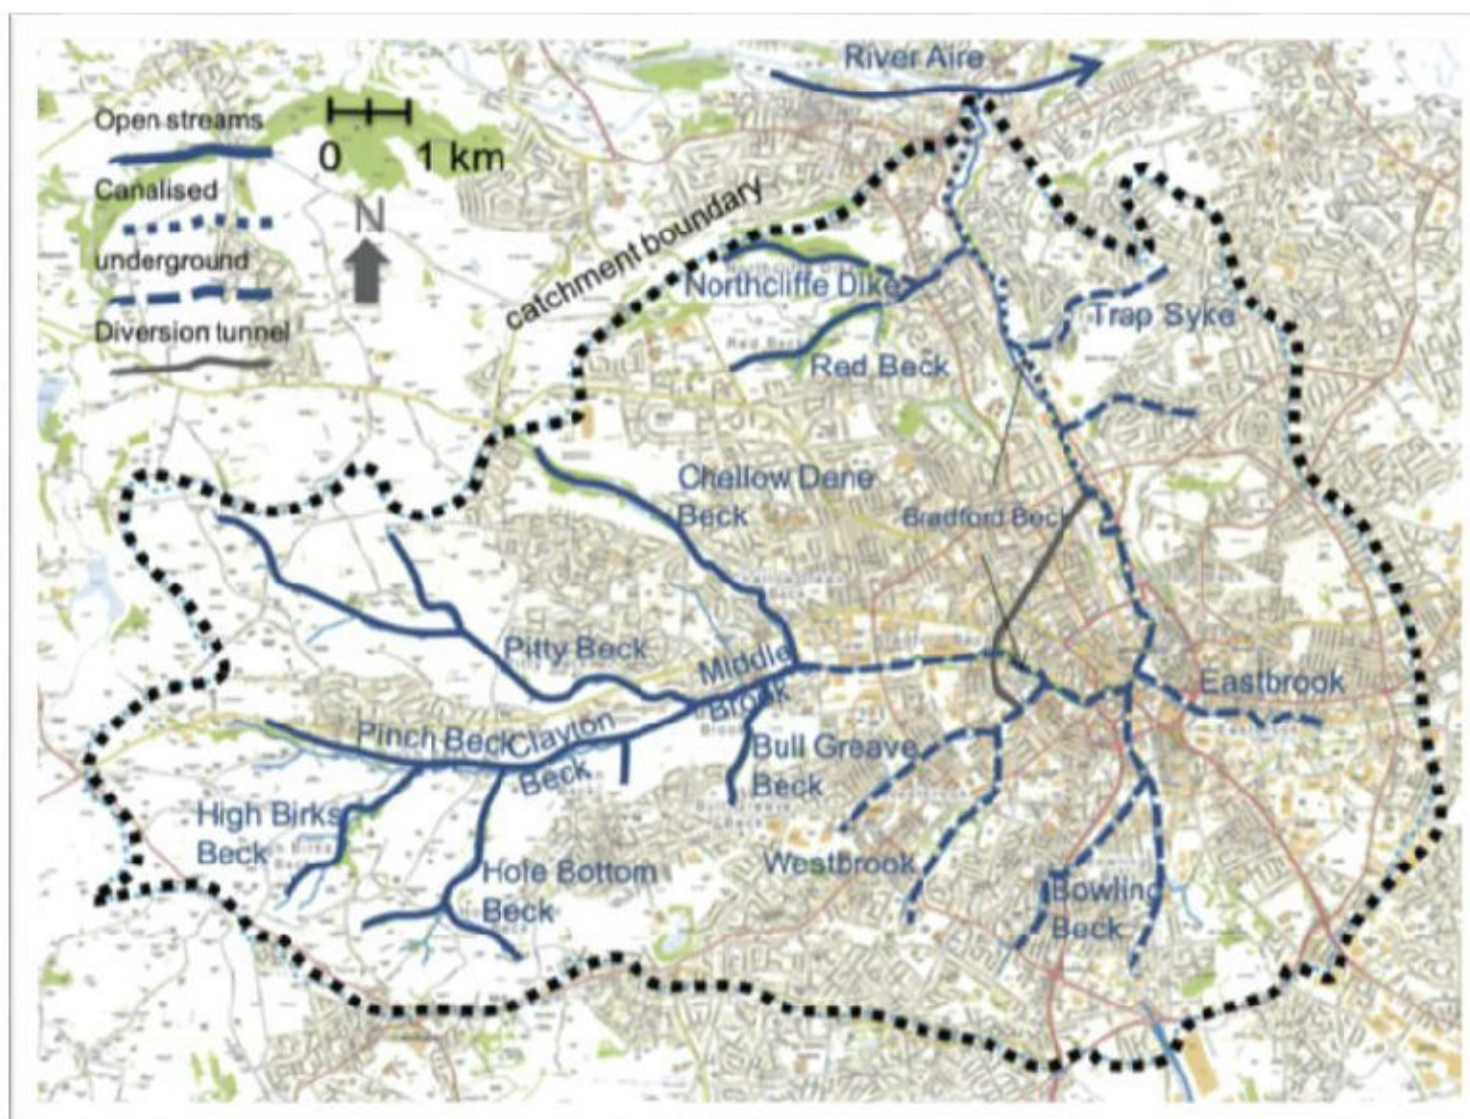 River Aire
Open streams
0 1 km
Canalised
N
underground
Diversion tunnel
catchment boundary
Northcliffe Dike
Trap Syke
Red Beck
Red Beck
Chellow Dene
Beck
Bradford Beck
Pitty Beck
Middle
Brook
Eastbrook
Pinch Beck
Clayton
Beck
Bull Greave
Beck
High Birks
Beck
Westbrook
Hole Bottom
Beck
Bowling
Beck